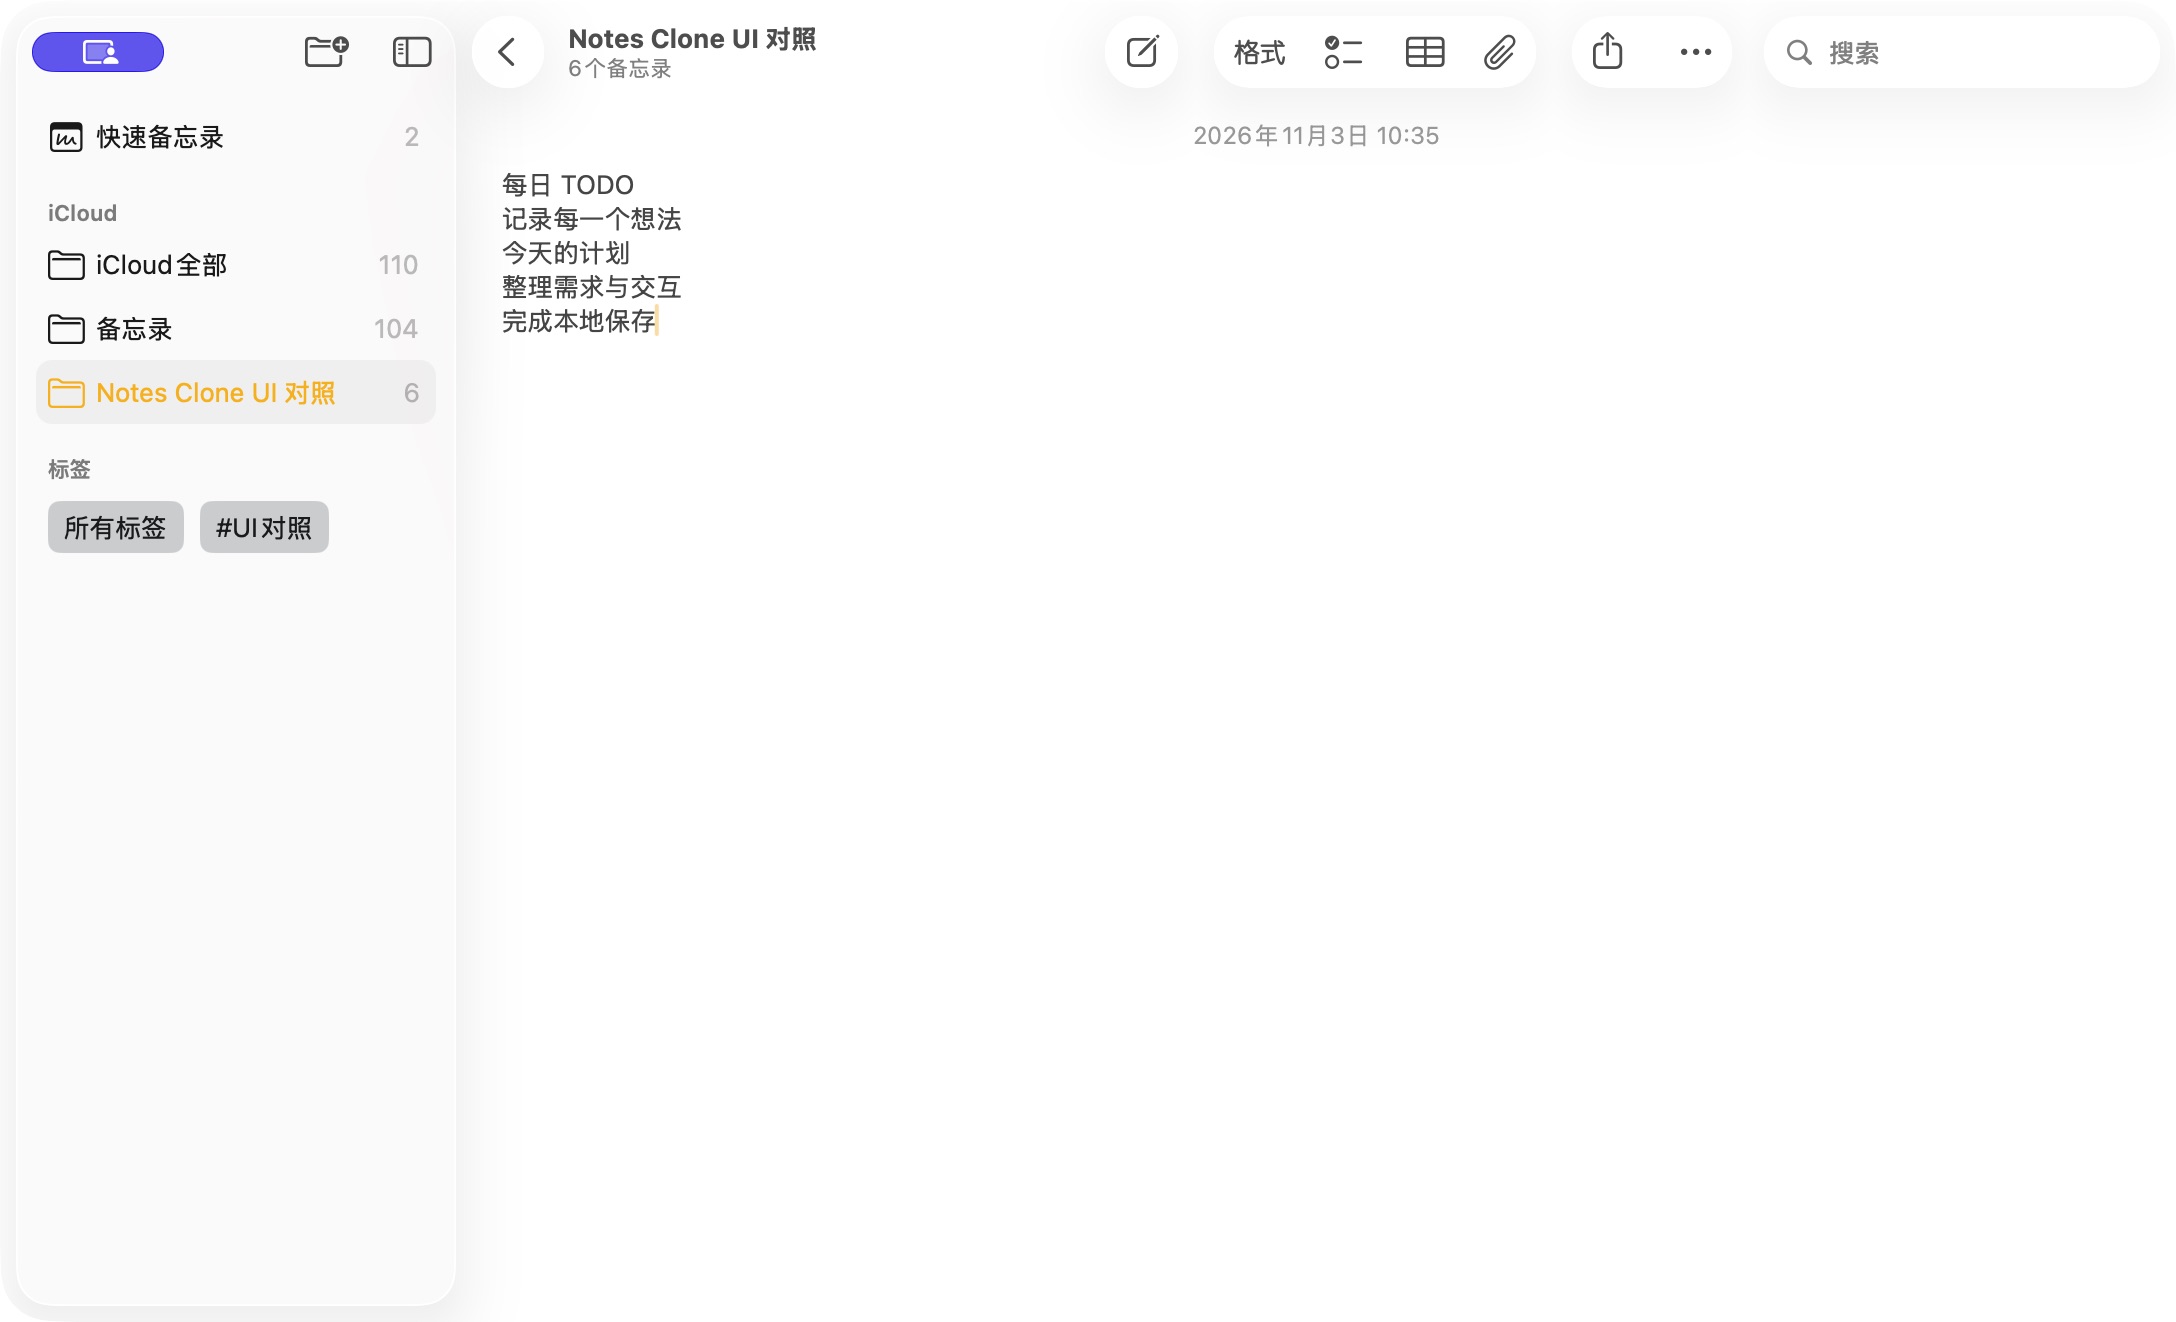 Notes Clone UI 对照
6个备忘录
格式
搜索
快速备忘录 2
iCloud
iCloud全部 110
备忘录 104
Notes Clone UI 对照 6
标签
所有标签 #UI对照
2026年11月3日 10:35
每日 TODO
记录每一个想法
今天的计划
整理需求与交互
完成本地保存